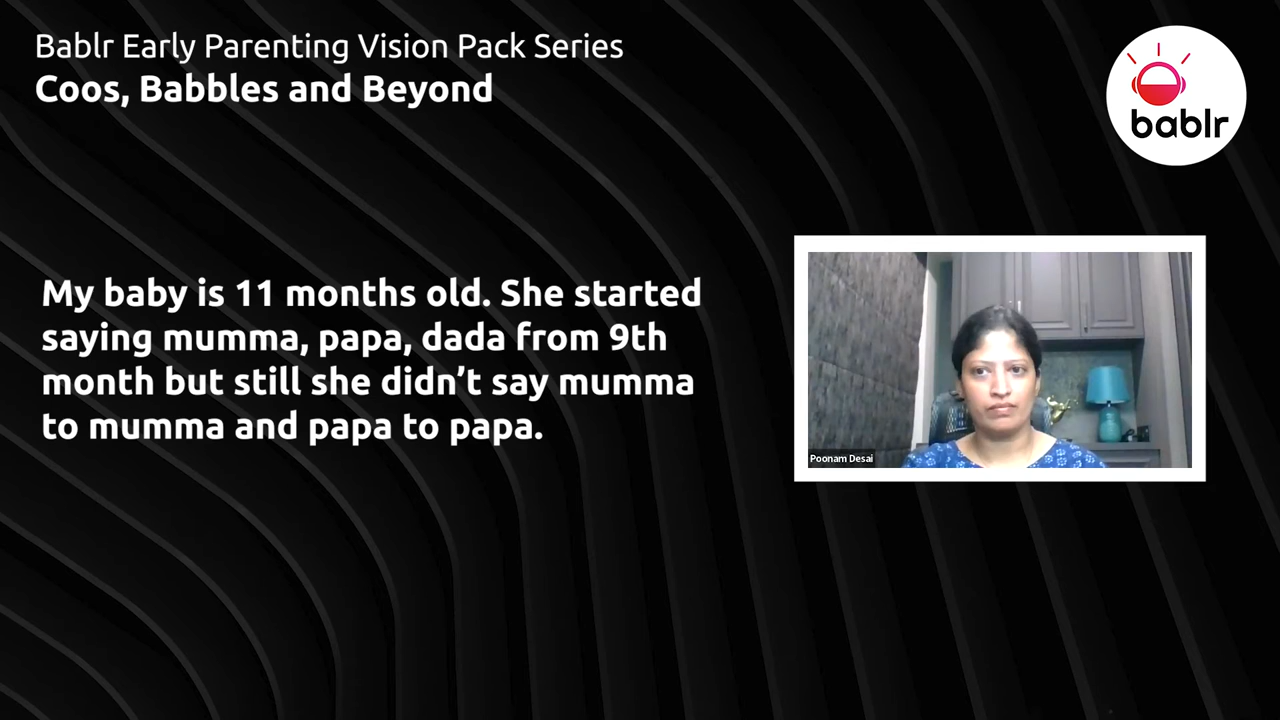 Bablr Early Parenting Vision Pack Series
Coos, Babbles and Beyond
bablr
My baby is 11 months old. She started
saying mumma, papa, dada from 9th
month but still she didn’t say mumma
to mumma and papa to papa.
Poonam Desai